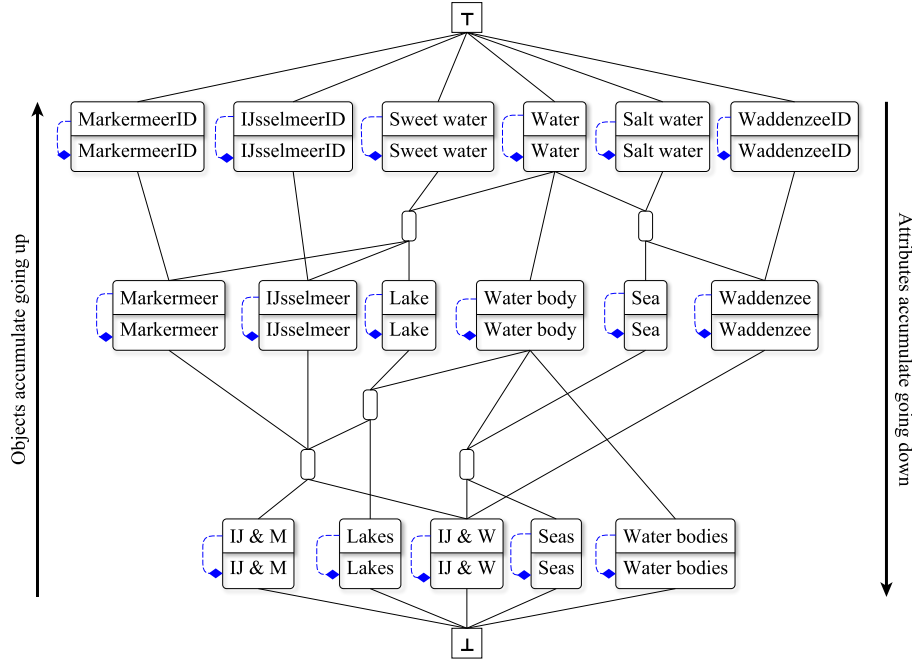 ⊤
MarkermeerID IJsselmeerID Sweet water Water Salt water WaddenzeeID
MarkermeerID IJsselmeerID Sweet water Water Salt water WaddenzeeID
Objects accumulate going up
Attributes accumulate going down
Markermeer IJsselmeer Lake Water body Sea Waddenzee
Markermeer IJsselmeer Lake Water body Sea Waddenzee
IJ & M Lakes IJ & W Seas Water bodies
IJ & M Lakes IJ & W Seas Water bodies
⊥